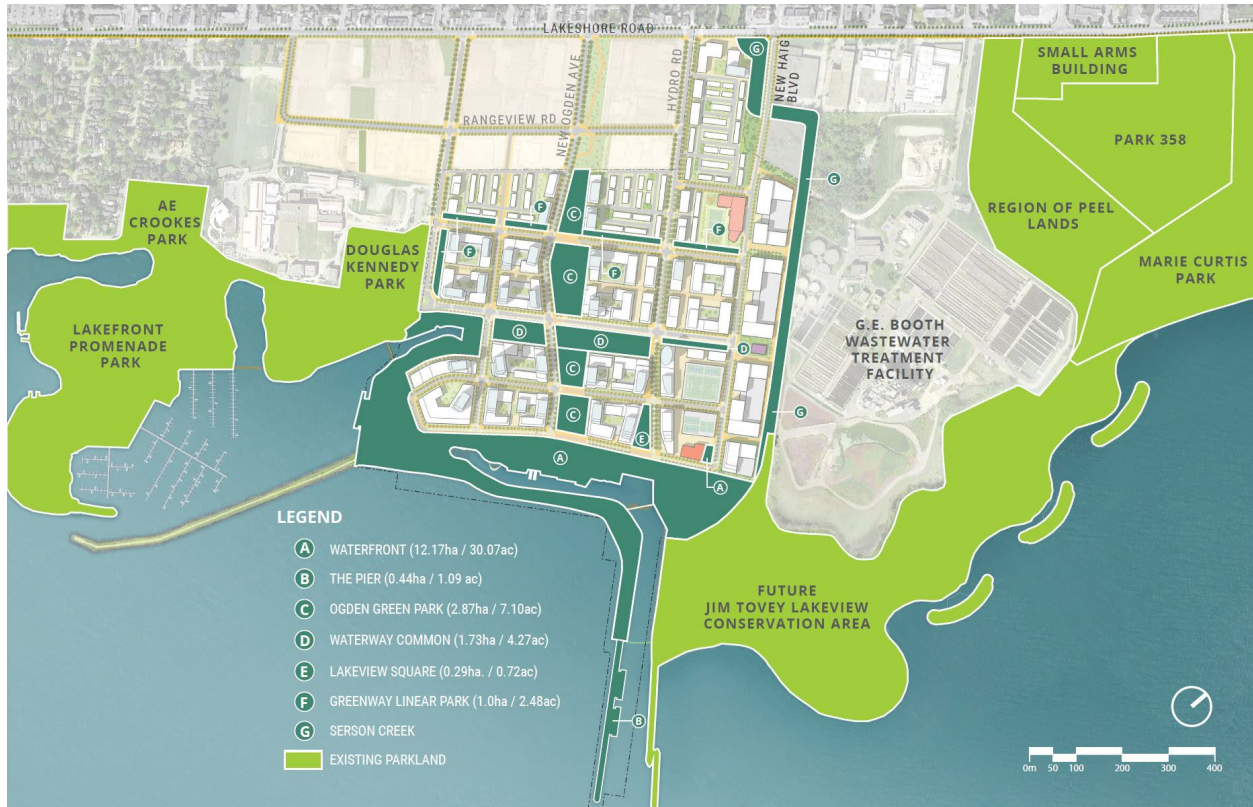 LAKESHORE ROAD
G
SMALL ARMS
BUILDING
NEW HAIG
BLVD
HYDRO RD
NEW OGDEN AVE
RANGEVIEW RD
PARK 358
G
AE
CROOKES
PARK
F
C
F
REGION OF PEEL
LANDS
DOUGLAS
KENNEDY
PARK
F
C
F
MARIE CURTIS
PARK
LAKEFRONT
PROMENADE
PARK
D
D
D
G.E. BOOTH
WASTEWATER
TREATMENT
FACILITY
C
C
E
G
A
A
LEGEND
A WATERFRONT (12.17ha / 30.07ac)
B THE PIER (0.44ha / 1.09 ac)
C OGDEN GREEN PARK (2.87ha / 7.10ac)
D WATERWAY COMMON (1.73ha / 4.27ac)
E LAKEVIEW SQUARE (0.29ha. / 0.72ac)
F GREENWAY LINEAR PARK (1.0ha / 2.48ac)
G SERSON CREEK
EXISTING PARKLAND
FUTURE
JIM TOVEY LAKEVIEW
CONSERVATION AREA
B
0m 50 100 200 300 400